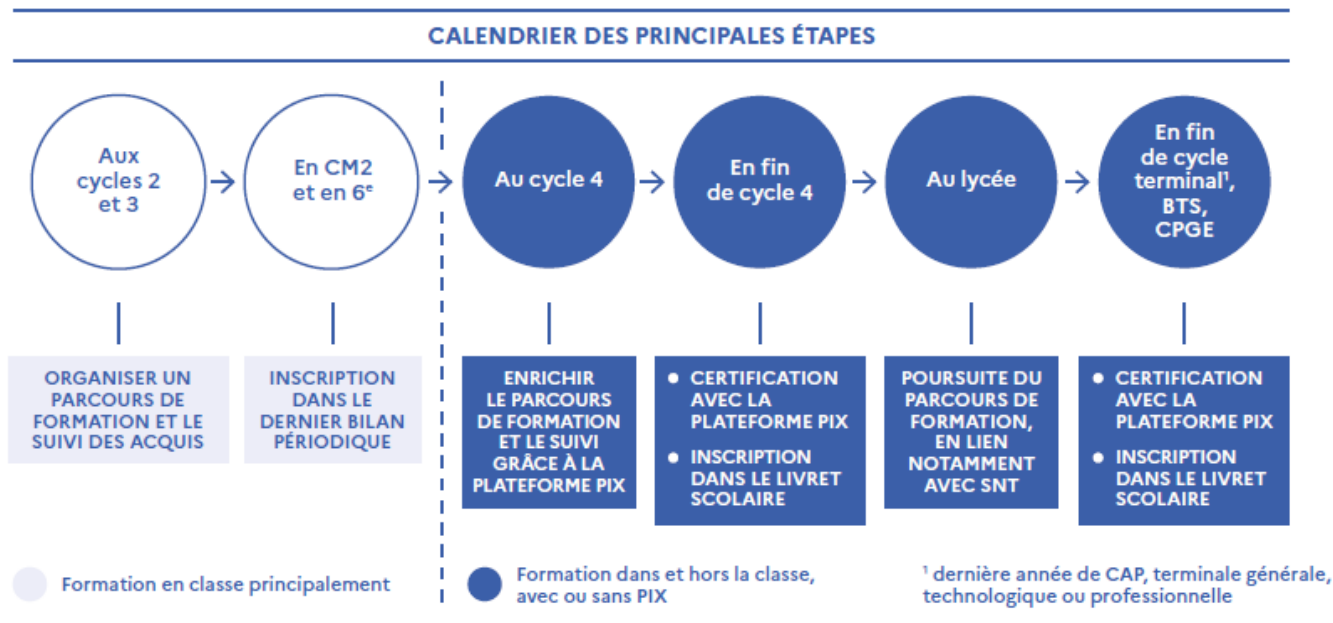 CALENDRIER DES PRINCIPALES ÉTAPES
Aux
cycles 2
et 3
En CM2
et en 6ᵉ
Au cycle 4
En fin
de cycle 4
Au lycée
En fin
de cycle
terminal¹,
BTS,
CPGE
ORGANISER UN
PARCOURS DE
FORMATION ET LE
SUIVI DES ACQUIS
INSCRIPTION
DANS LE
DERNIER BILAN
PÉRIODIQUE
ENRICHIR
LE PARCOURS
DE FORMATION
ET LE SUIVI
GRÂCE À LA
PLATEFORME PIX
• CERTIFICATION
AVEC LA
PLATEFORME PIX
• INSCRIPTION
DANS LE LIVRET
SCOLAIRE
POURSUITE DU
PARCOURS DE
FORMATION,
EN LIEN
NOTAMMENT
AVEC SNT
• CERTIFICATION
AVEC LA
PLATEFORME PIX
• INSCRIPTION
DANS LE LIVRET
SCOLAIRE
Formation en classe principalement
Formation dans et hors la classe,
avec ou sans PIX
¹ dernière année de CAP, terminale générale,
technologique ou professionnelle